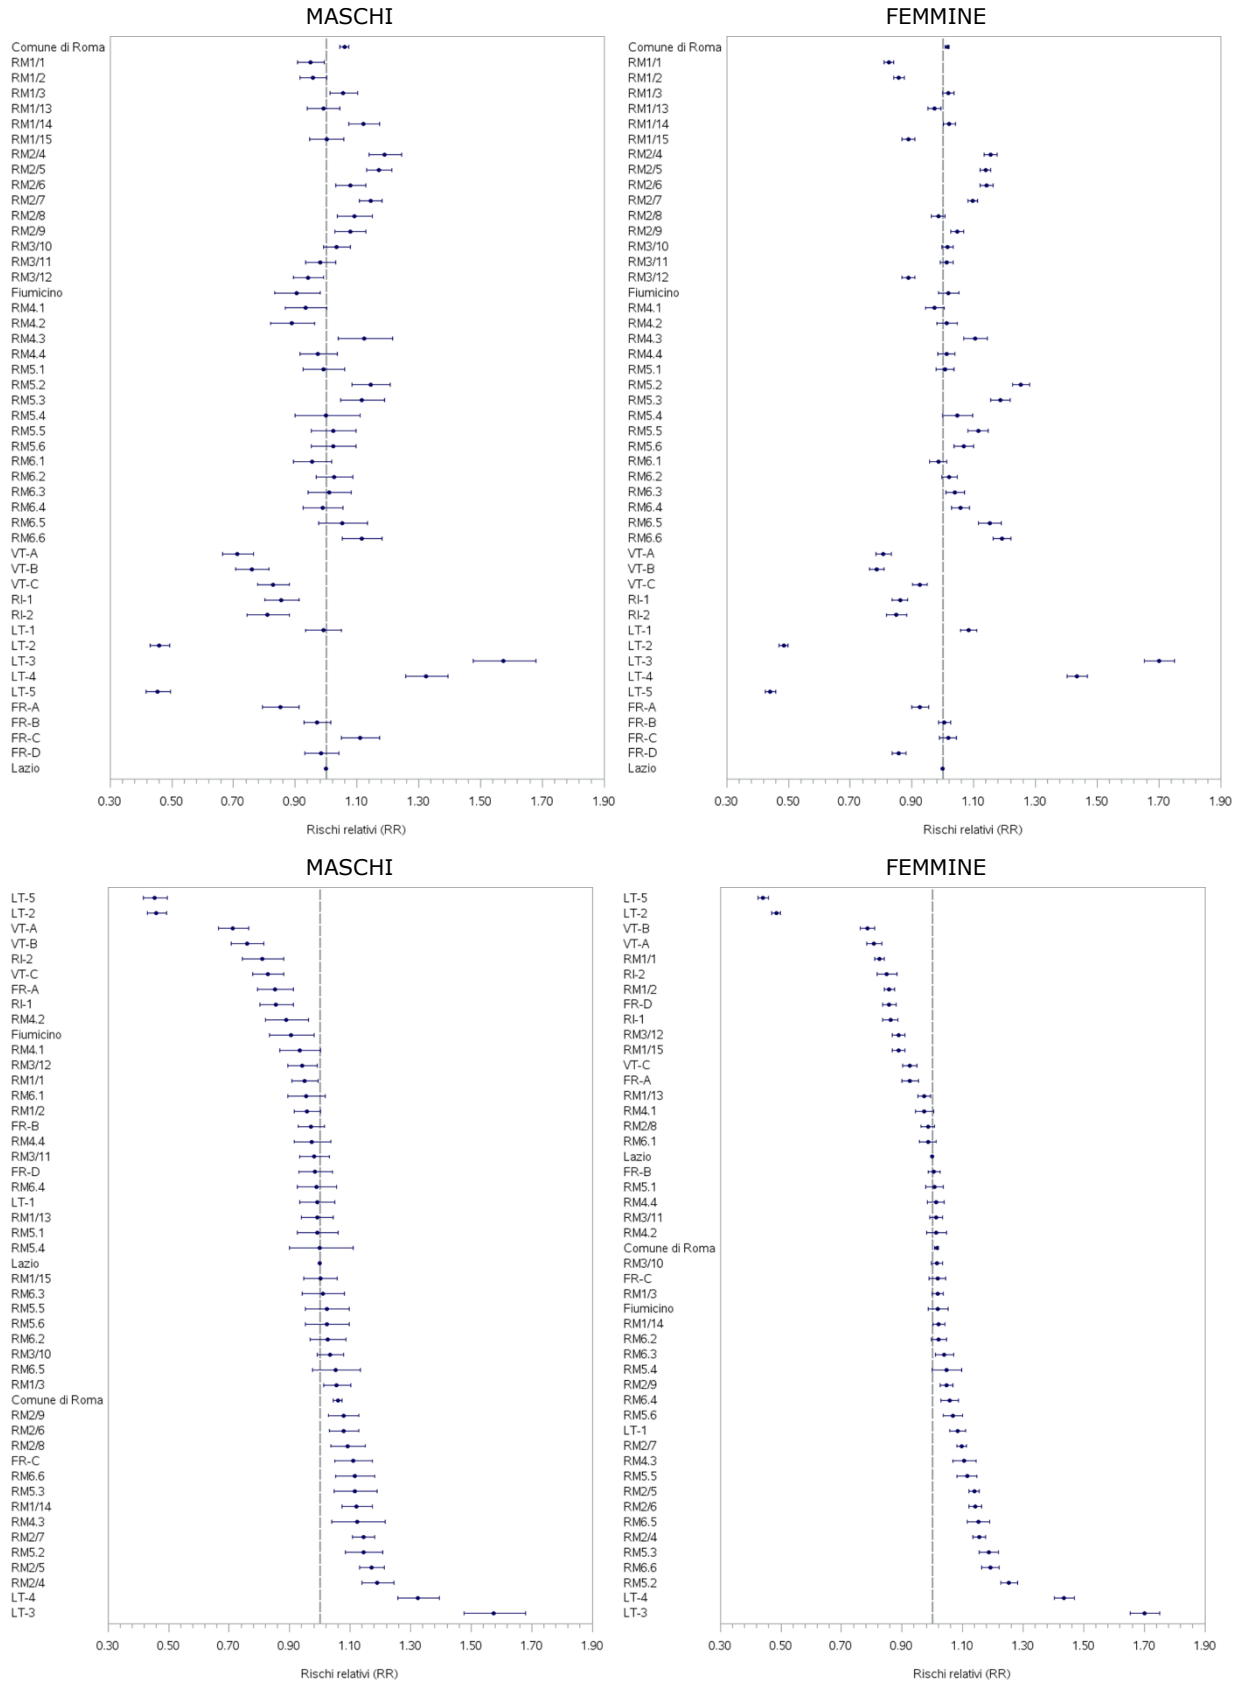 MASCHI
Comune di Roma
RM1/1
RM1/2
RM1/3
RM1/13
RM1/14
RM1/15
RM2/4
RM2/5
RM2/6
RM2/7
RM2/8
RM2/9
RM3/10
RM3/11
RM3/12
Fiumicino
RM4.1
RM4.2
RM4.3
RM4.4
RM5.1
RM5.2
RM5.3
RM5.4
RM5.5
RM5.6
RM6.1
RM6.2
RM6.3
RM6.4
RM6.5
RM6.6
VT-A
VT-B
VT-C
RI-1
RI-2
LT-1
LT-2
LT-3
LT-4
LT-5
FR-A
FR-B
FR-C
FR-D
Lazio
0.30 0.50 0.70 0.90 1.10 1.30 1.50 1.70 1.90
Rischi relativi (RR)
FEMMINE
Comune di Roma
RM1/1
RM1/2
RM1/3
RM1/13
RM1/14
RM1/15
RM2/4
RM2/5
RM2/6
RM2/7
RM2/8
RM2/9
RM3/10
RM3/11
RM3/12
Fiumicino
RM4.1
RM4.2
RM4.3
RM4.4
RM5.1
RM5.2
RM5.3
RM5.4
RM5.5
RM5.6
RM6.1
RM6.2
RM6.3
RM6.4
RM6.5
RM6.6
VT-A
VT-B
VT-C
RI-1
RI-2
LT-1
LT-2
LT-3
LT-4
LT-5
FR-A
FR-B
FR-C
FR-D
Lazio
0.30 0.50 0.70 0.90 1.10 1.30 1.50 1.70 1.90
Rischi relativi (RR)
MASCHI
LT-5
LT-2
VT-A
VT-B
RI-2
VT-C
FR-A
RI-1
RM4.2
Fiumicino
RM4.1
RM3/12
RM1/1
RM6.1
RM1/2
FR-B
RM4.4
RM3/11
FR-D
RM6.4
LT-1
RM1/13
RM5.1
RM5.4
Lazio
RM1/15
RM6.3
RM5.5
RM5.6
RM6.2
RM3/10
RM6.5
RM1/3
Comune di Roma
RM2/9
RM2/6
RM2/8
FR-C
RM6.6
RM5.3
RM1/14
RM4.3
RM2/7
RM5.2
RM2/5
RM2/4
LT-4
LT-3
0.30 0.50 0.70 0.90 1.10 1.30 1.50 1.70 1.90
Rischi relativi (RR)
FEMMINE
LT-5
LT-2
VT-B
VT-A
RM1/1
RI-2
RM1/2
FR-D
RI-1
RM3/12
RM1/15
VT-C
FR-A
RM1/13
RM4.1
RM2/8
RM6.1
Lazio
FR-B
RM5.1
RM4.4
RM3/11
RM4.2
Comune di Roma
RM3/10
FR-C
RM1/3
Fiumicino
RM1/14
RM6.2
RM6.3
RM5.4
RM2/9
RM6.4
RM5.6
LT-1
RM2/7
RM4.3
RM5.5
RM2/5
RM2/6
RM6.5
RM2/4
RM5.3
RM6.6
RM5.2
LT-4
LT-3
0.30 0.50 0.70 0.90 1.10 1.30 1.50 1.70 1.90
Rischi relativi (RR)